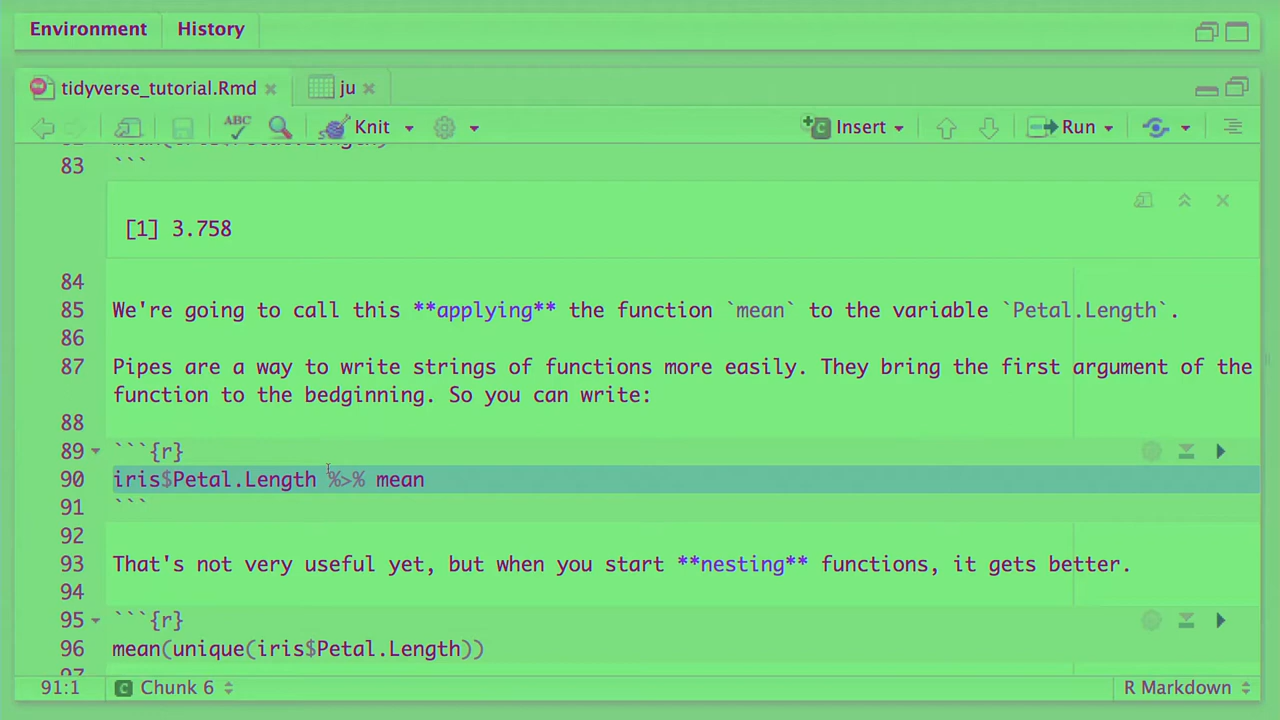 Environment History
tidyverse_tutorial.Rmd ju
ABC Knit Insert Run
83 ```
[1] 3.758
84
85 We're going to call this **applying** the function `mean` to the variable `Petal.Length`.
86
87 Pipes are a way to write strings of functions more easily. They bring the first argument of the
function to the bedginning. So you can write:
88
89 ```{r}
90 iris$Petal.Length %>% mean
91 ```
92
93 That's not very useful yet, but when you start **nesting** functions, it gets better.
94
95 ```{r}
96 mean(unique(iris$Petal.Length))
91:1 Chunk 6 R Markdown